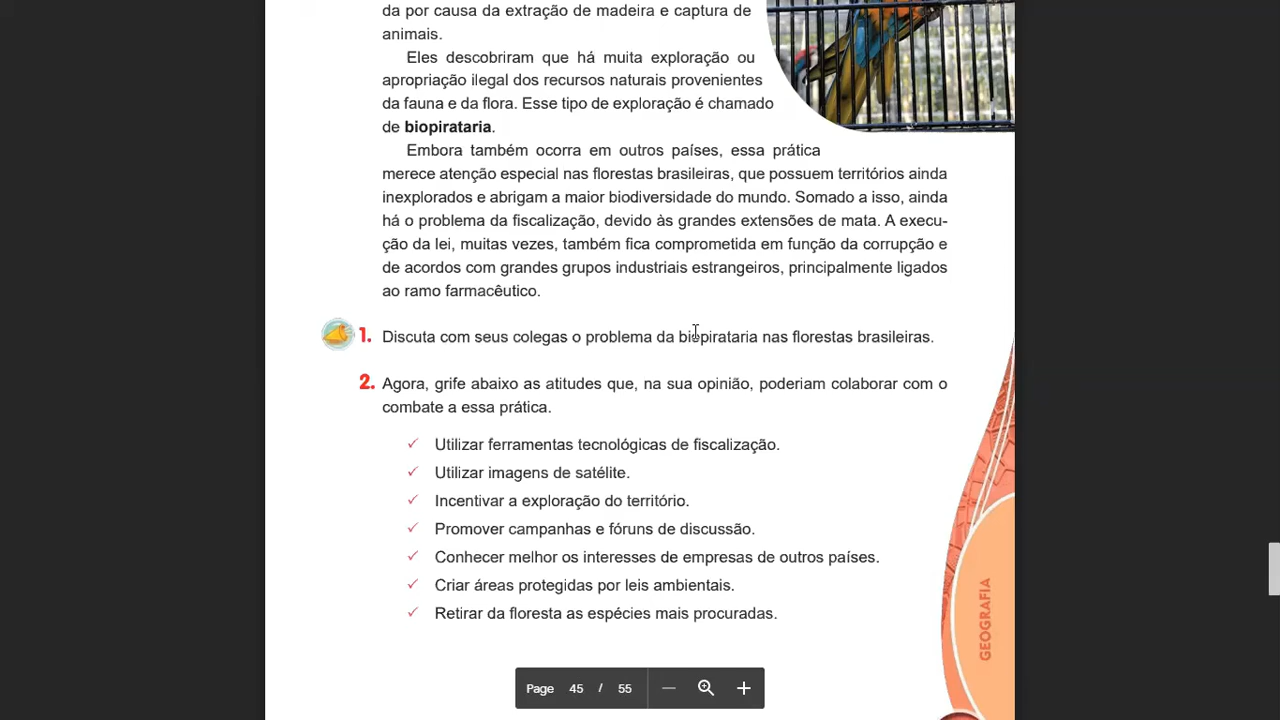 da por causa da extração de madeira e captura de
animais.
Eles descobriram que há muita exploração ou
apropriação ilegal dos recursos naturais provenientes
da fauna e da flora. Esse tipo de exploração é chamado
de biopirataria.
Embora também ocorra em outros países, essa prática
merece atenção especial nas florestas brasileiras, que possuem territórios ainda
inexplorados e abrigam a maior biodiversidade do mundo. Somado a isso, ainda
há o problema da fiscalização, devido às grandes extensões de mata. A execu-
ção da lei, muitas vezes, também fica comprometida em função da corrupção e
de acordos com grandes grupos industriais estrangeiros, principalmente ligados
ao ramo farmacêutico.
1. Discuta com seus colegas o problema da biopirataria nas florestas brasileiras.
2. Agora, grife abaixo as atitudes que, na sua opinião, poderiam colaborar com o
combate a essa prática.
✓ Utilizar ferramentas tecnológicas de fiscalização.
✓ Utilizar imagens de satélite.
✓ Incentivar a exploração do território.
✓ Promover campanhas e fóruns de discussão.
✓ Conhecer melhor os interesses de empresas de outros países.
✓ Criar áreas protegidas por leis ambientais.
✓ Retirar da floresta as espécies mais procuradas.
GEOGRAFIA
Page 45 / 55